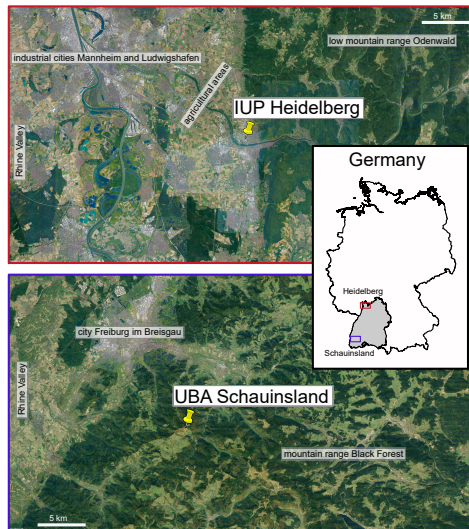 5 km
low mountain range Odenwald
industrial cities Mannheim and Ludwigshafen
agricultural areas
IUP Heidelberg
Rhine Valley
Germany
Heidelberg
Schauinsland
city Freiburg im Breisgau
Rhine Valley
UBA Schauinsland
mountain range Black Forest
5 km